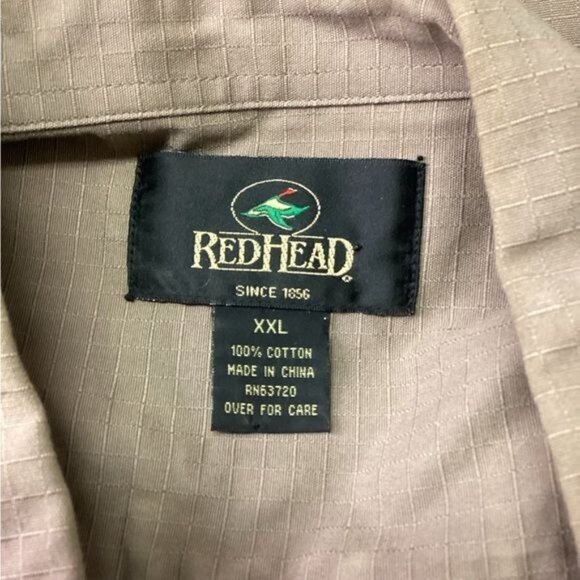 REDHEAD®
SINCE 1856
XXL
100% COTTON
MADE IN CHINA
RN63720
OVER FOR CARE